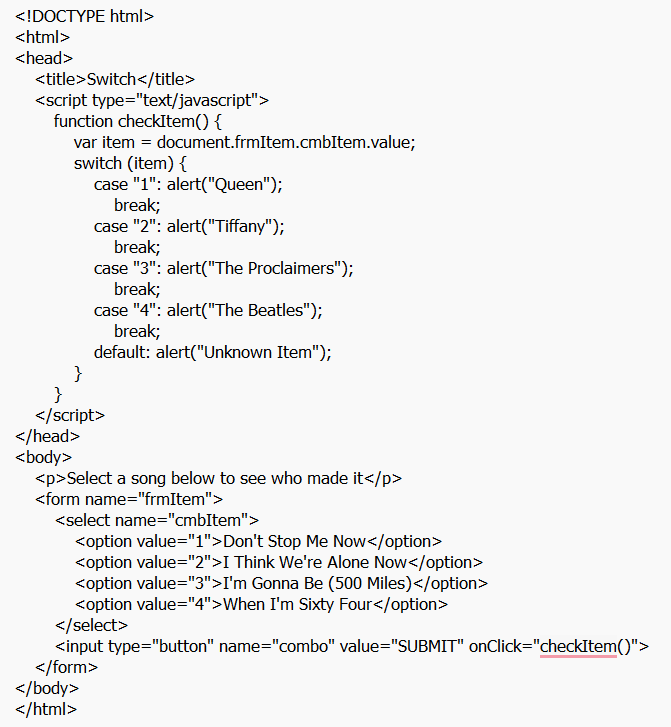 <!DOCTYPE html>
<html>
<head>
<title>Switch</title>
<script type="text/javascript">
function checkItem() {
var item = document.frmItem.cmbItem.value;
switch (item) {
case "1": alert("Queen");
break;
case "2": alert("Tiffany");
break;
case "3": alert("The Proclaimers");
break;
case "4": alert("The Beatles");
break;
default: alert("Unknown Item");
}
}
</script>
</head>
<body>
<p>Select a song below to see who made it</p>
<form name="frmItem">
<select name="cmbItem">
<option value="1">Don't Stop Me Now</option>
<option value="2">I Think We're Alone Now</option>
<option value="3">I'm Gonna Be (500 Miles)</option>
<option value="4">When I'm Sixty Four</option>
</select>
<input type="button" name="combo" value="SUBMIT" onClick="checkItem()">
</form>
</body>
</html>